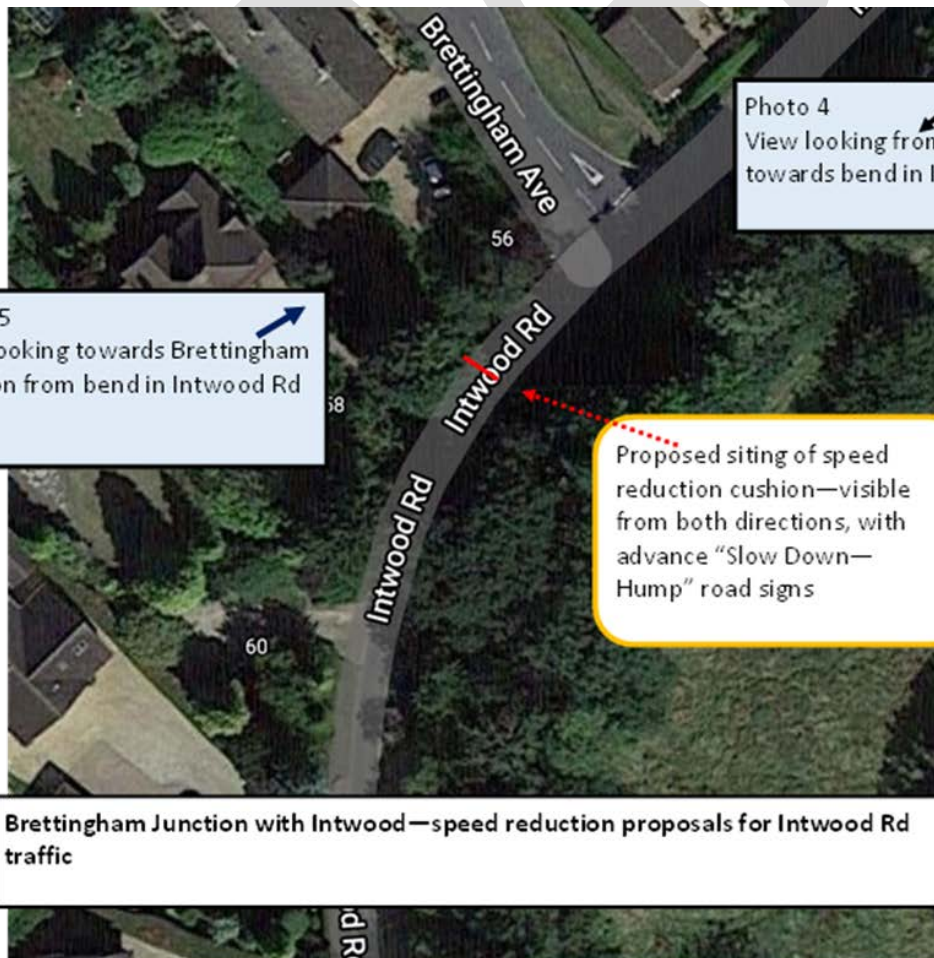 Brettingham Ave
Photo 4
View looking from
towards bend in
56
5
ooking towards Brettingham
on from bend in Intwood Rd
Intwood Rd
58
Proposed siting of speed
reduction cushion—visible
from both directions, with
advance “Slow Down—
Hump” road signs
Intwood Rd
60
Brettingham Junction with Intwood—speed reduction proposals for Intwood Rd
traffic
d R